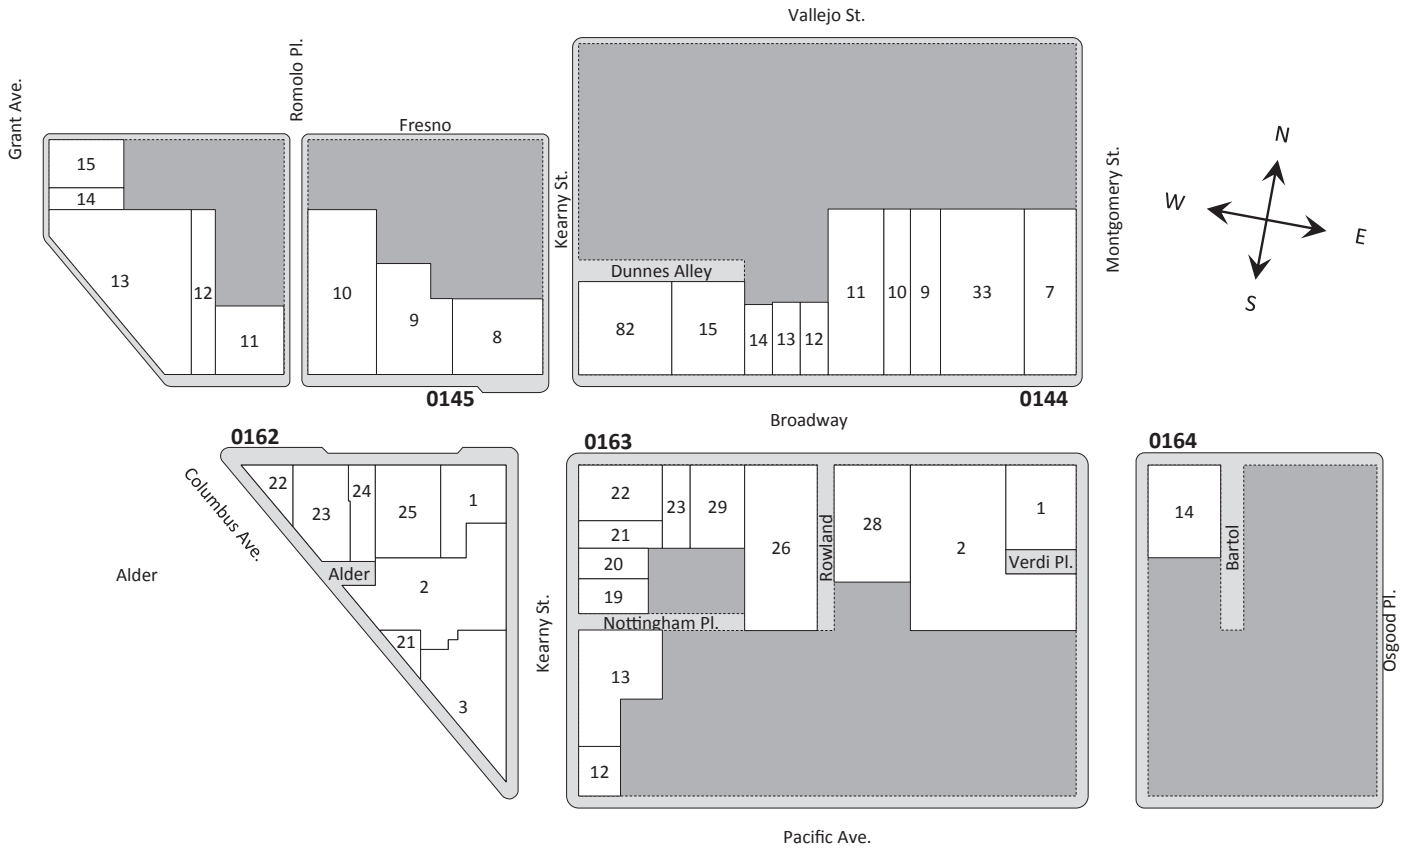 Vallejo St.
Grant Ave.
Romolo Pl.
Fresno
Kearny St.
Montgomery St.
N
W
E
S
15
14
13
12
11
10
9
8
Dunnes Alley
82
15
14
13
12
11
10
9
33
7
0145
0144
Broadway
0162
0163
0164
Columbus Ave.
22
23
24
25
1
Alder
Alder
2
21
3
Kearny St.
22
23
29
21
20
19
26
Rowland
28
2
1
Verdi Pl.
Nottingham Pl.
13
12
14
Bartol
Osgood Pl.
Pacific Ave.